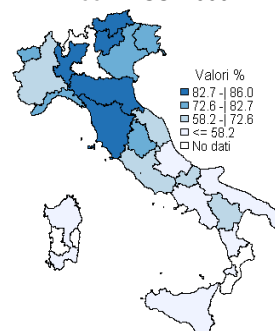 Valori %
82.7 -| 86.0
72.6 -| 82.7
58.2 -| 72.6
<= 58.2
No dati